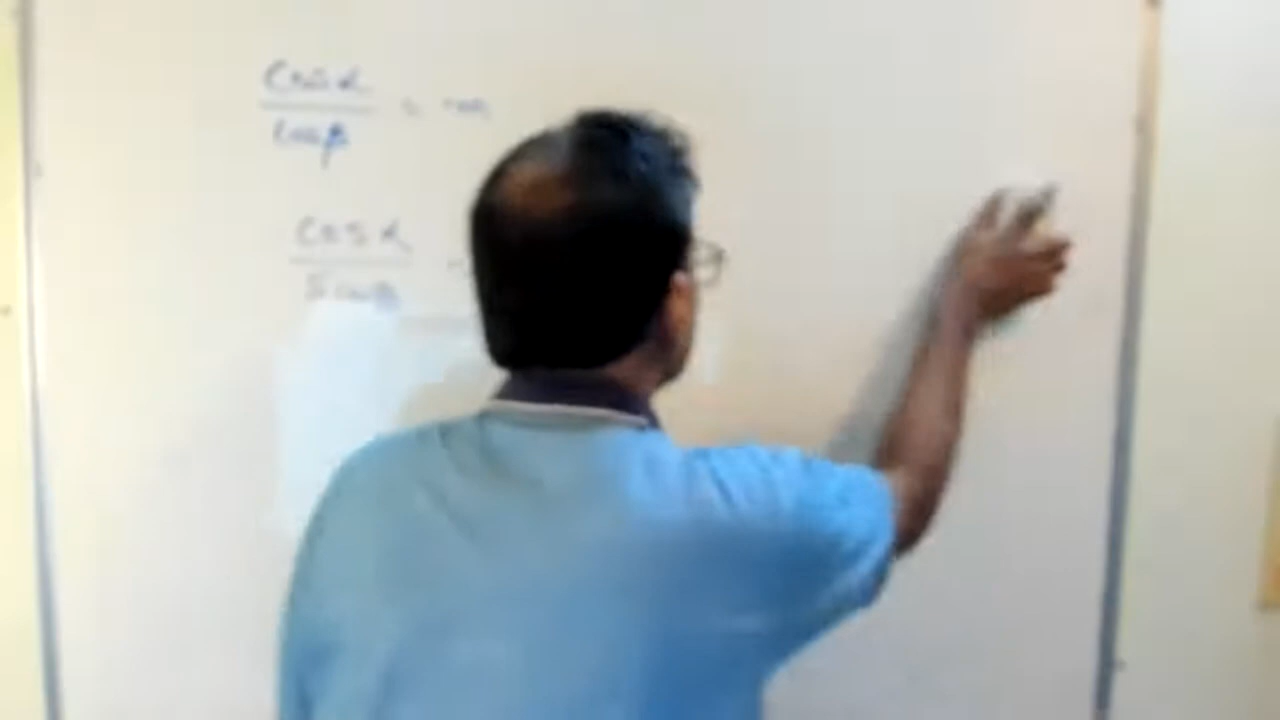 cos α
cos β = m
cos α
sin β